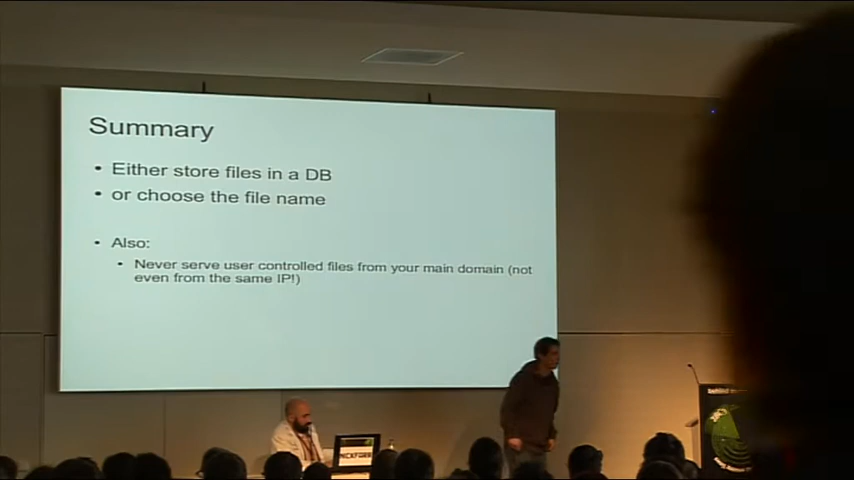 Summary
• Either store files in a DB
• or choose the file name
• Also:
• Never serve user controlled files from your main domain (not
even from the same IP!)